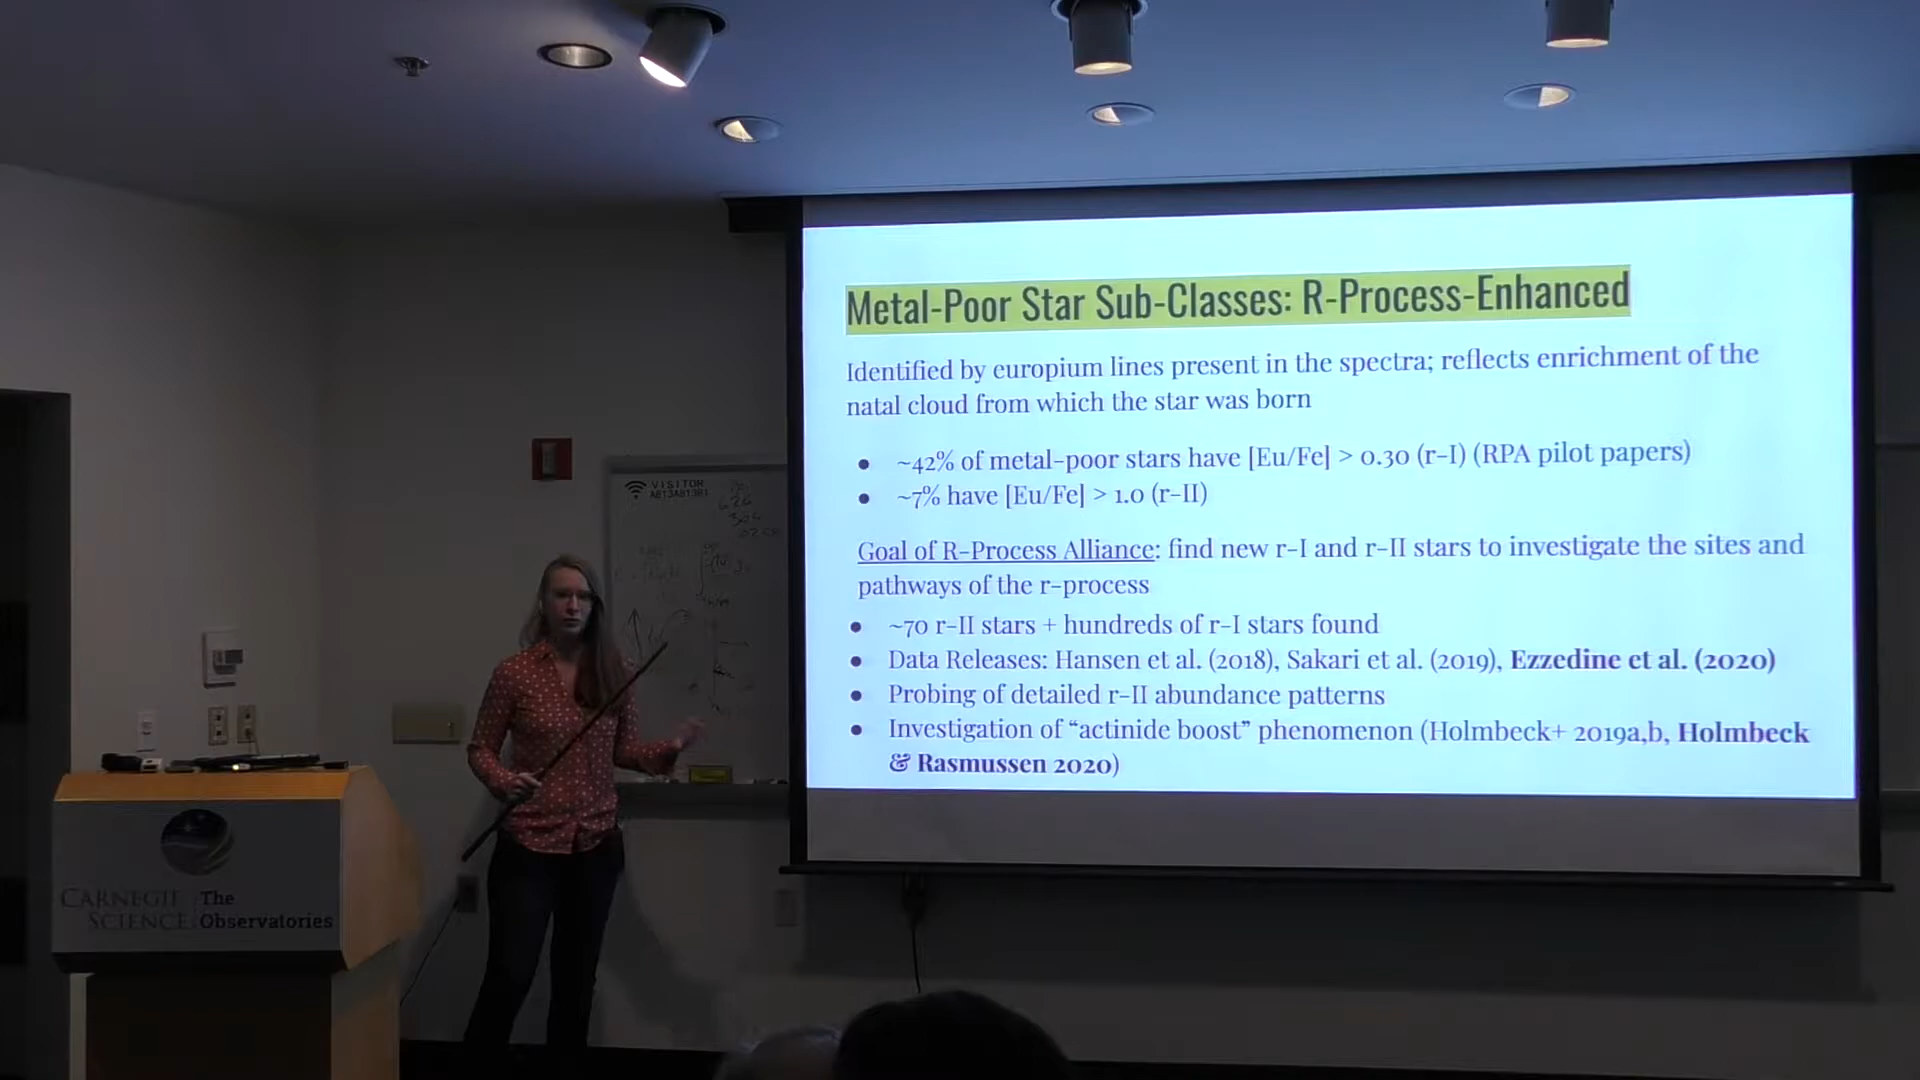 Metal-Poor Star Sub-Classes: R-Process-Enhanced
Identified by europium lines present in the spectra; reflects enrichment of the
natal cloud from which the star was born
• ~42% of metal-poor stars have [Eu/Fe] > 0.30 (r-I) (RPA pilot papers)
• ~7% have [Eu/Fe] > 1.0 (r-II)
Goal of R-Process Alliance: find new r-I and r-II stars to investigate the sites and
pathways of the r-process
• ~70 r-II stars + hundreds of r-I stars found
• Data Releases: Hansen et al. (2018), Sakari et al. (2019), Ezzedine et al. (2020)
• Probing of detailed r-II abundance patterns
• Investigation of “actinide boost” phenomenon (Holmbeck+ 2019a,b, Holmbeck
& Rasmussen 2020)
VISITOR
CARNEGIE
SCIENCE
The
Observatories